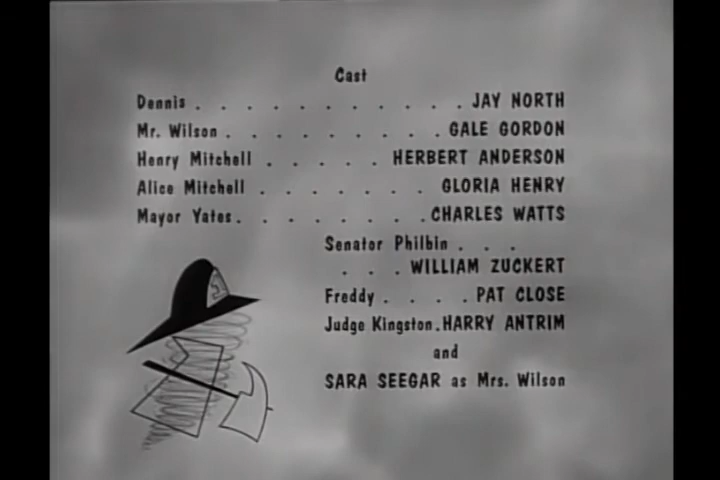 Cast
Dennis . . . . . . . . . . . JAY NORTH
Mr. Wilson . . . . . . . . GALE GORDON
Henry Mitchell . . . . . HERBERT ANDERSON
Alice Mitchell . . . . . . . GLORIA HENRY
Mayor Yates. . . . . . . .CHARLES WATTS
Senator Philbin . . .
. . . WILLIAM ZUCKERT
Freddy . . . . PAT CLOSE
Judge Kingston.HARRY ANTRIM
and
SARA SEEGAR as Mrs. Wilson